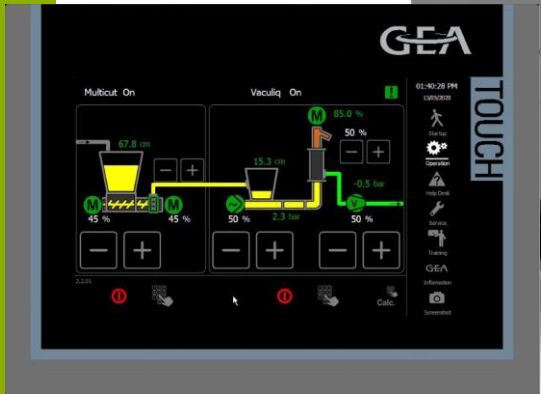 GEA
TOUCH
Multicut On
Vaculiq On
01:40:28 PM
13/05/2020
Startup
Operation
Help Desk
Service
Training
GEA
Information
Screenshot
67.8 cm
M
45 %
M
45 %
15.3 cm
50 %
2.3 bar
M
85.0 %
50 %
-0.5 bar
V
50 %
2.2.01
Calc.